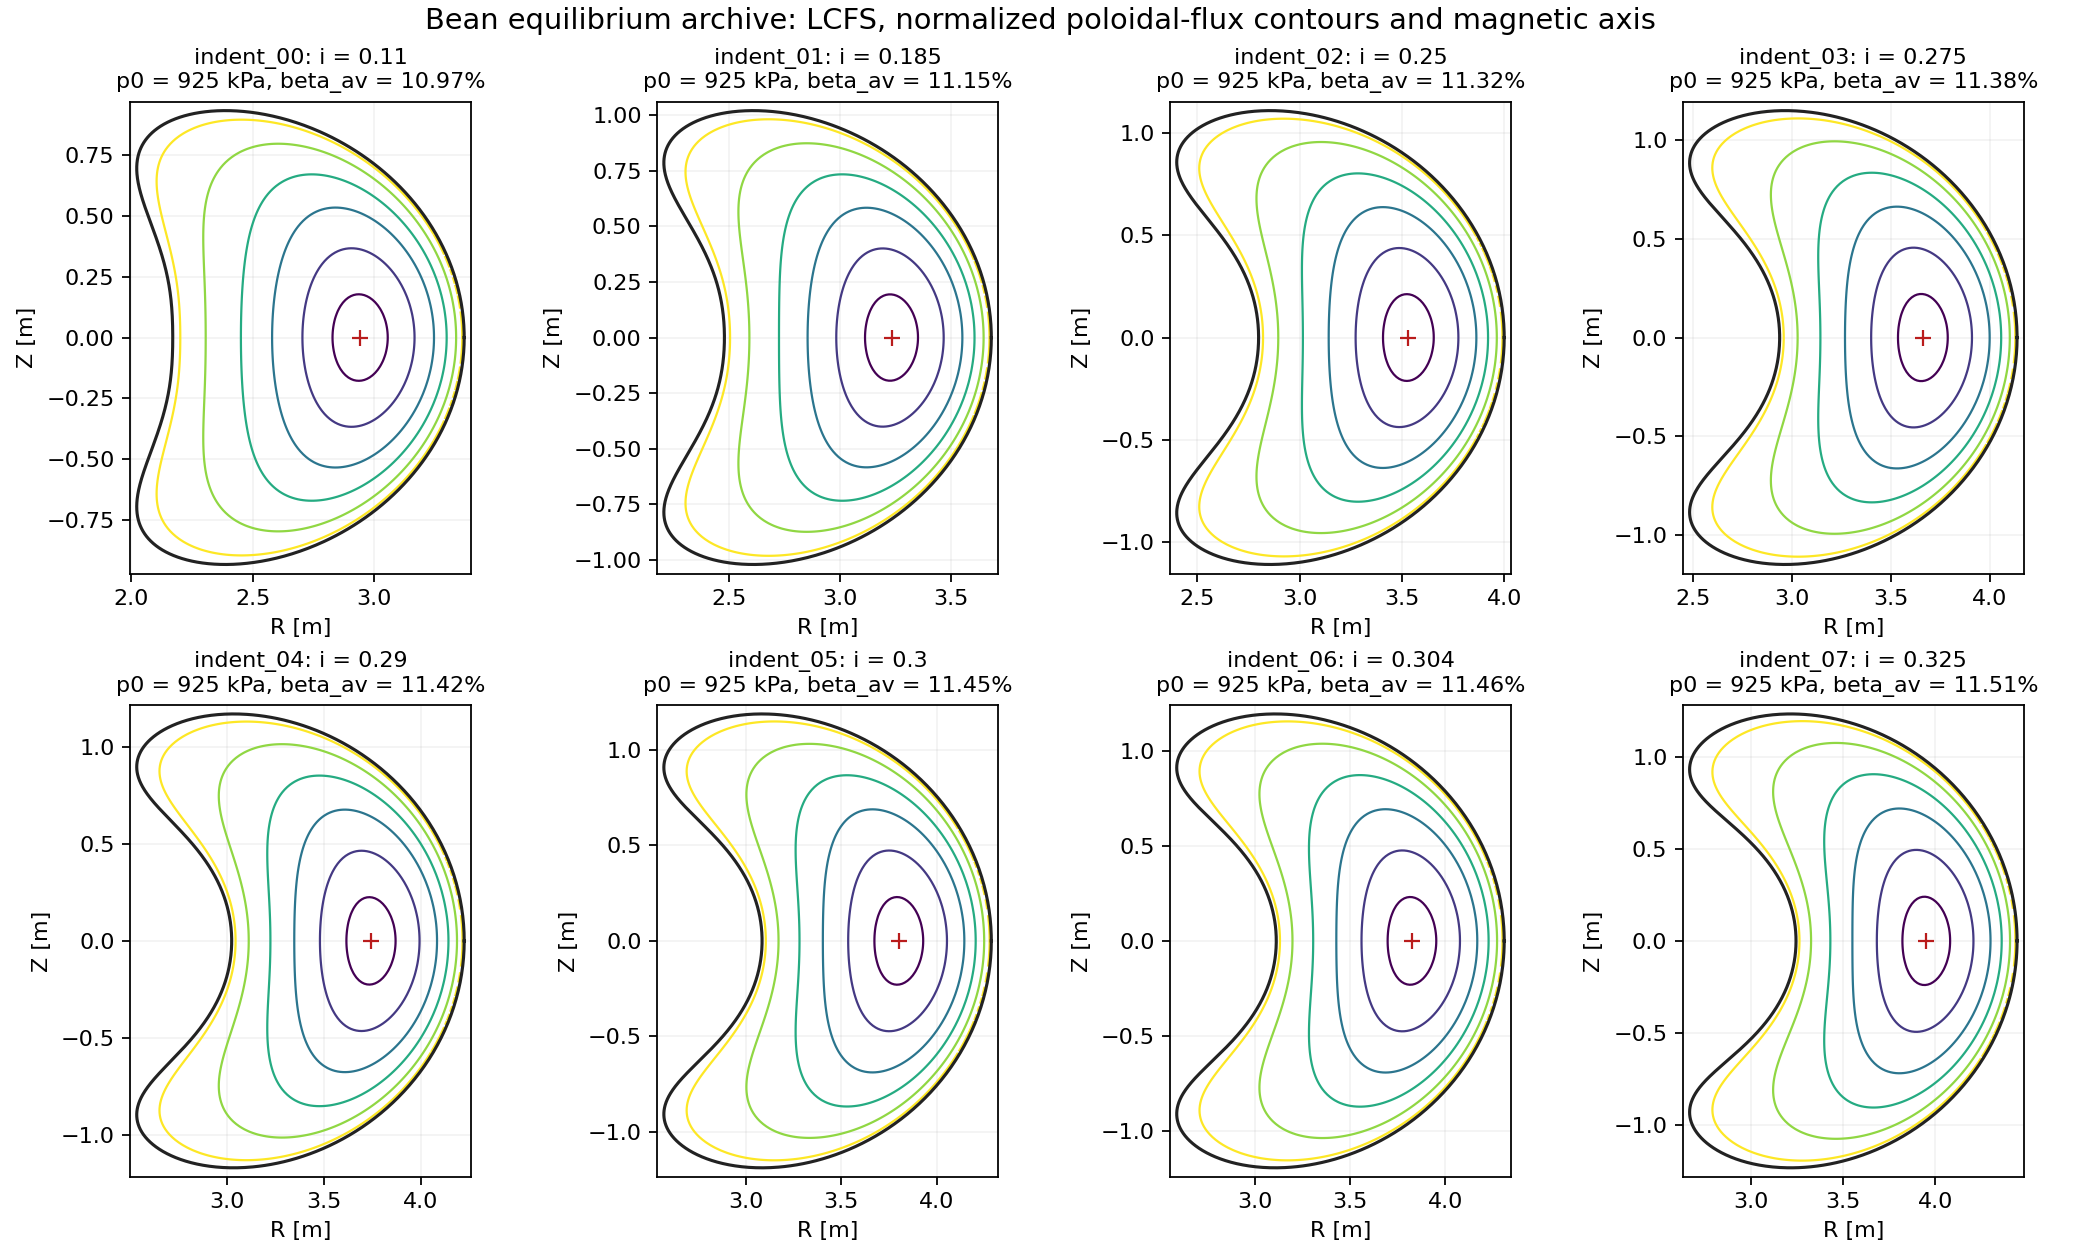 Bean equilibrium archive: LCFS, normalized poloidal-flux contours and magnetic axis
indent_00: i = 0.11
p0 = 925 kPa, beta_av = 10.97%
Z [m]
0.75
0.50
0.25
0.00
−0.25
−0.50
−0.75
2.0 2.5 3.0
R [m]
indent_01: i = 0.185
p0 = 925 kPa, beta_av = 11.15%
Z [m]
1.00
0.75
0.50
0.25
0.00
−0.25
−0.50
−0.75
−1.00
2.5 3.0 3.5
R [m]
indent_02: i = 0.25
p0 = 925 kPa, beta_av = 11.32%
Z [m]
1.0
0.5
0.0
−0.5
−1.0
2.5 3.0 3.5 4.0
R [m]
indent_03: i = 0.275
p0 = 925 kPa, beta_av = 11.38%
Z [m]
1.0
0.5
0.0
−0.5
−1.0
2.5 3.0 3.5 4.0
R [m]
indent_04: i = 0.29
p0 = 925 kPa, beta_av = 11.42%
Z [m]
1.0
0.5
0.0
−0.5
−1.0
3.0 3.5 4.0
R [m]
indent_05: i = 0.3
p0 = 925 kPa, beta_av = 11.45%
Z [m]
1.0
0.5
0.0
−0.5
−1.0
3.0 3.5 4.0
R [m]
indent_06: i = 0.304
p0 = 925 kPa, beta_av = 11.46%
Z [m]
1.0
0.5
0.0
−0.5
−1.0
3.0 3.5 4.0
R [m]
indent_07: i = 0.325
p0 = 925 kPa, beta_av = 11.51%
Z [m]
1.0
0.5
0.0
−0.5
−1.0
3.0 3.5 4.0
R [m]